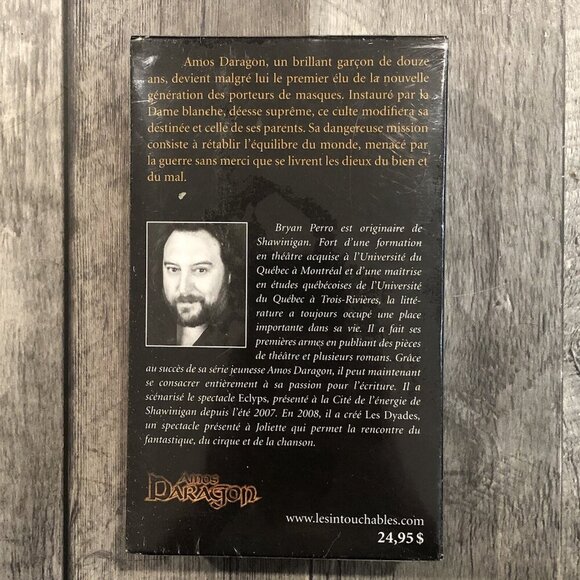 Amos Daragon, un brillant garçon de douze
ans, devient malgré lui le premier élu de la nouvelle
génération des porteurs de masques. Instauré par la
Dame blanche, déesse suprême, ce culte modifiera sa
destinée et celle de ses parents. Sa dangereuse mission
consiste à rétablir l'équilibre du monde, menacé par
la guerre sans merci que se livrent les dieux du bien et
du mal.
Bryan Perro est originaire de
Shawinigan. Fort d'une formation
en théâtre acquise à l'Université du
Québec à Montréal et d'une maîtrise
en études québécoises de l'Université
du Québec à Trois-Rivières, la litté-
rature a toujours occupé une place
importante dans sa vie. Il a fait ses
premières armes en publiant des pièces
de théâtre et plusieurs romans. Grâce
au succès de sa série jeunesse Amos Daragon, il peut maintenant
se consacrer entièrement à sa passion pour l'écriture. Il a
scénarisé le spectacle Eclyps, présenté à la Cité de l'énergie de
Shawinigan depuis l'été 2007. En 2008, il a créé Les Dyades,
un spectacle présenté à Joliette qui permet la rencontre du
fantastique, du cirque et de la chanson.
Amos
Daragon
www.lesintouchables.com
24,95 $